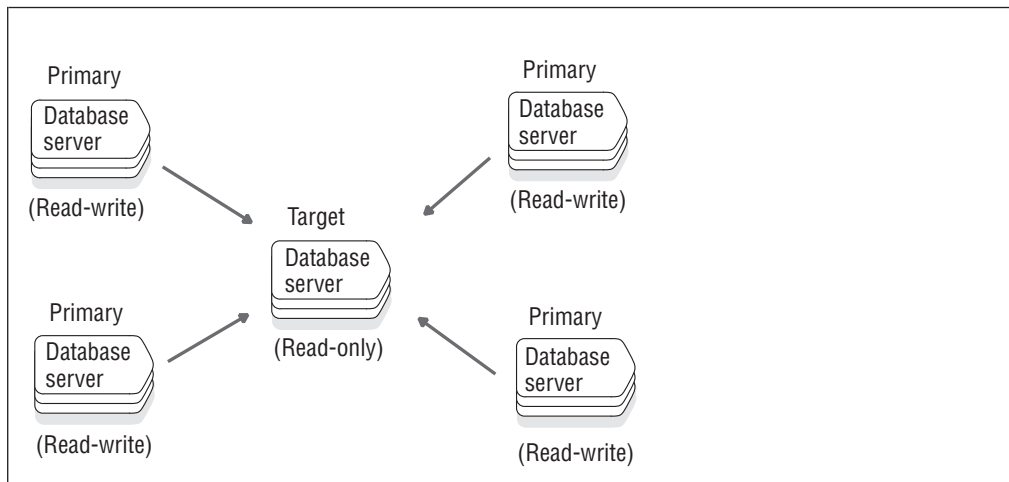 Primary
Database
server
(Read-write)
Primary
Database
server
(Read-write)
Target
Database
server
(Read-only)
Primary
Database
server
(Read-write)
Primary
Database
server
(Read-write)